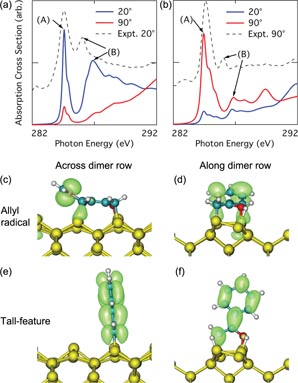 (a)
(A)
20°
90°
Expt. 20°
(B)
Absorption Cross Section (arb.)
282
292
Photon Energy (eV)
(b)
(A)
20°
90°
Expt. 90°
(B)
282
292
Photon Energy (eV)
Across dimer row
Along dimer row
(c)
(d)
Allyl
radical
(e)
(f)
Tall-feature